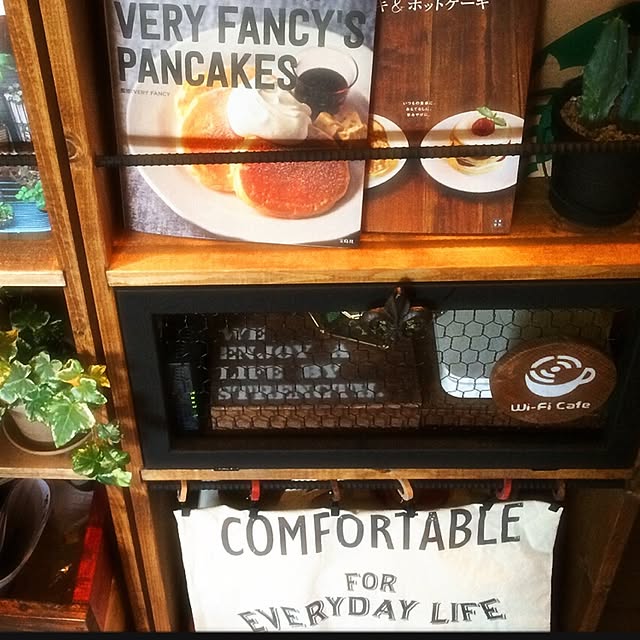 VERY FANCY'S
PANCAKES
VERY FANCY
キ&ホットケーキ
WE
ENJOY A
LIFE BY
STRENGTH.
Wi-Fi Cafe
COMFORTABLE
FOR
EVERYDAY LIFE